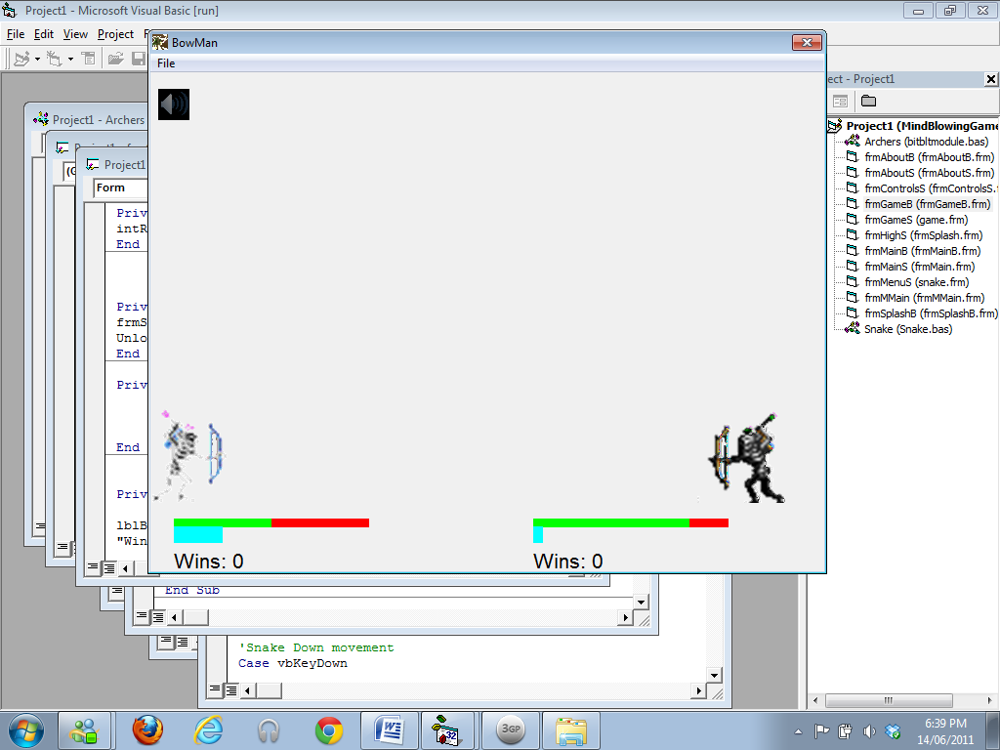 Project1 - Microsoft Visual Basic [run]
File Edit View Project
BowMan
File
Project1 - Archers
Project1
Form
Priv
intR
End
Priv
frmS
Unlo
End
Priv
End
Priv
lblB
"Win
Wins: 0
Wins: 0
End Sub
'Snake Down movement
Case vbKeyDown
ect - Project1
Project1 (MindBlowingGame
Archers (bitbltmodule.bas)
frmAboutB (frmAboutB.frm)
frmAboutS (frmAboutS.frm)
frmControlsS (frmControlsS.
frmGameB (frmGameB.frm)
frmGameS (game.frm)
frmHighS (frmSplash.frm)
frmMainB (frmMainB.frm)
frmMainS (frmMain.frm)
frmMenuS (snake.frm)
frmMMain (frmMMain.frm)
frmSplashB (frmSplashB.frm)
Snake (Snake.bas)
32
3GP
6:39 PM
14/06/2011